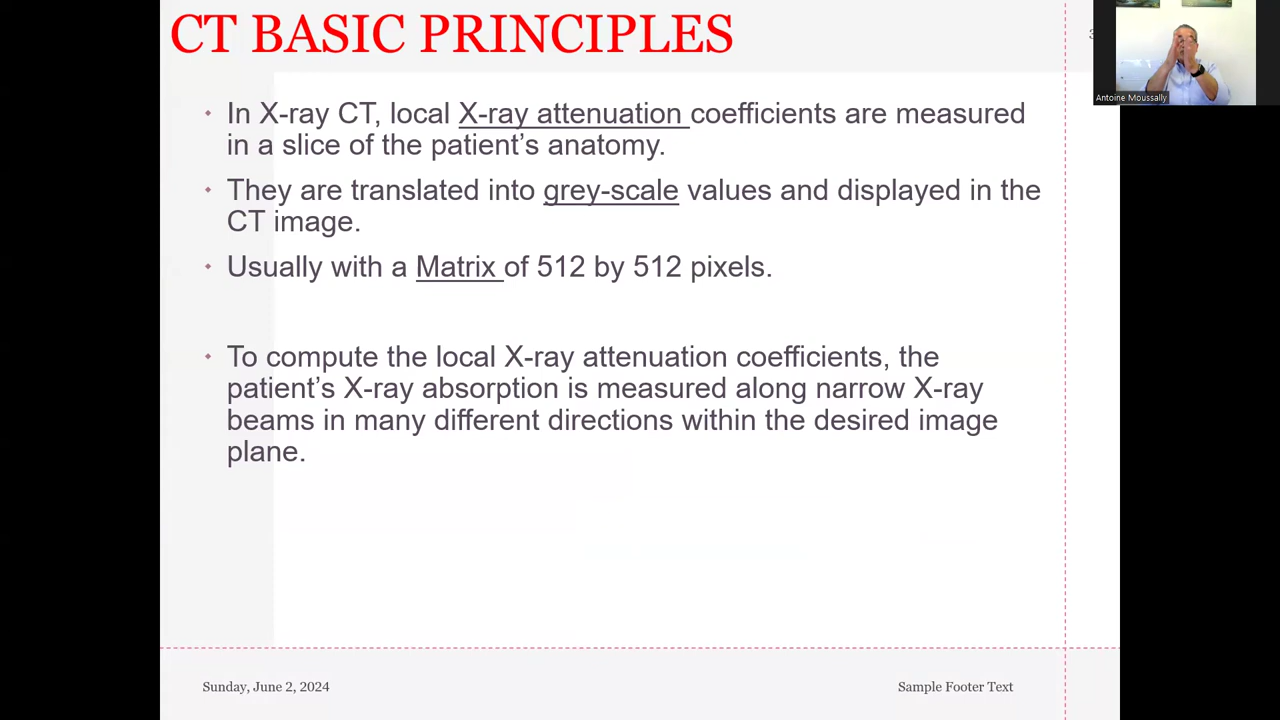 CT BASIC PRINCIPLES
3
Antoine Moussally
In X-ray CT, local X-ray attenuation coefficients are measured
in a slice of the patient’s anatomy.
They are translated into grey-scale values and displayed in the
CT image.
Usually with a Matrix of 512 by 512 pixels.
To compute the local X-ray attenuation coefficients, the
patient’s X-ray absorption is measured along narrow X-ray
beams in many different directions within the desired image
plane.
Sunday, June 2, 2024
Sample Footer Text